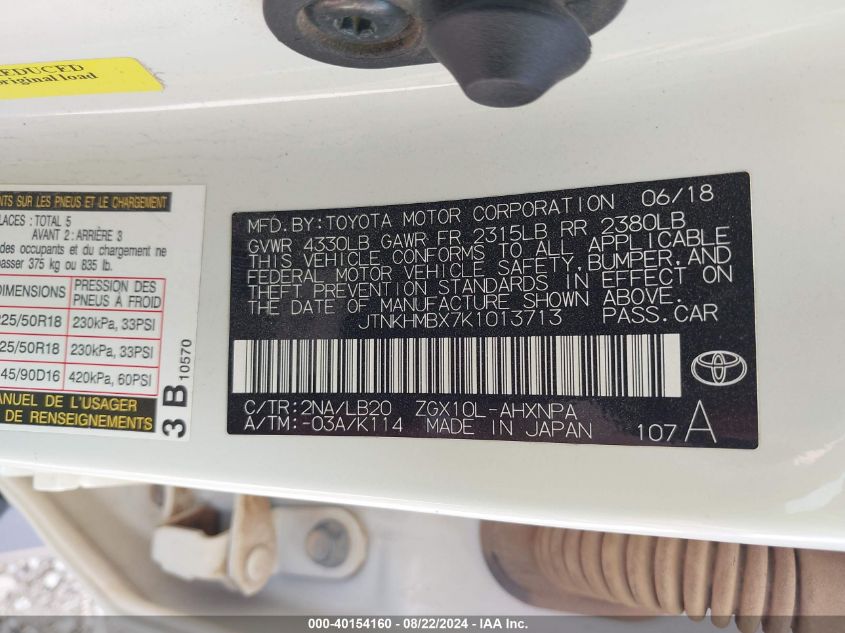 REDUCED
original load
NTS SUR LES PNEUS ET LE CHARGEMENT
LACES : TOTAL 5
AVANT 2 : ARRIÈRE 3
des occupants et du chargement ne
passer 375 kg ou 835 lb.
DIMENSIONS PRESSION DES PNEUS À FROID
225/50R18 230kPa, 33PSI
225/50R18 230kPa, 33PSI
45/90D16 420kPa, 60PSI
MANUEL DE L'USAGER
DE RENSEIGNEMENTS
3 B 10570
MFD. BY: TOYOTA MOTOR CORPORATION 06/18
GVWR 4330LB GAWR FR 2315LB RR 2380LB
THIS VEHICLE CONFORMS TO ALL APPLICABLE
FEDERAL MOTOR VEHICLE SAFETY, BUMPER, AND
THEFT PREVENTION STANDARDS IN EFFECT ON
THE DATE OF MANUFACTURE SHOWN ABOVE.
JTNKHMBX7K1013713 PASS.CAR
C/TR: 2NA/LB20 ZGX10L-AHXNPA
A/TM: -03A/K114 MADE IN JAPAN 107 A
000-40154160 - 08/22/2024 - IAA Inc.